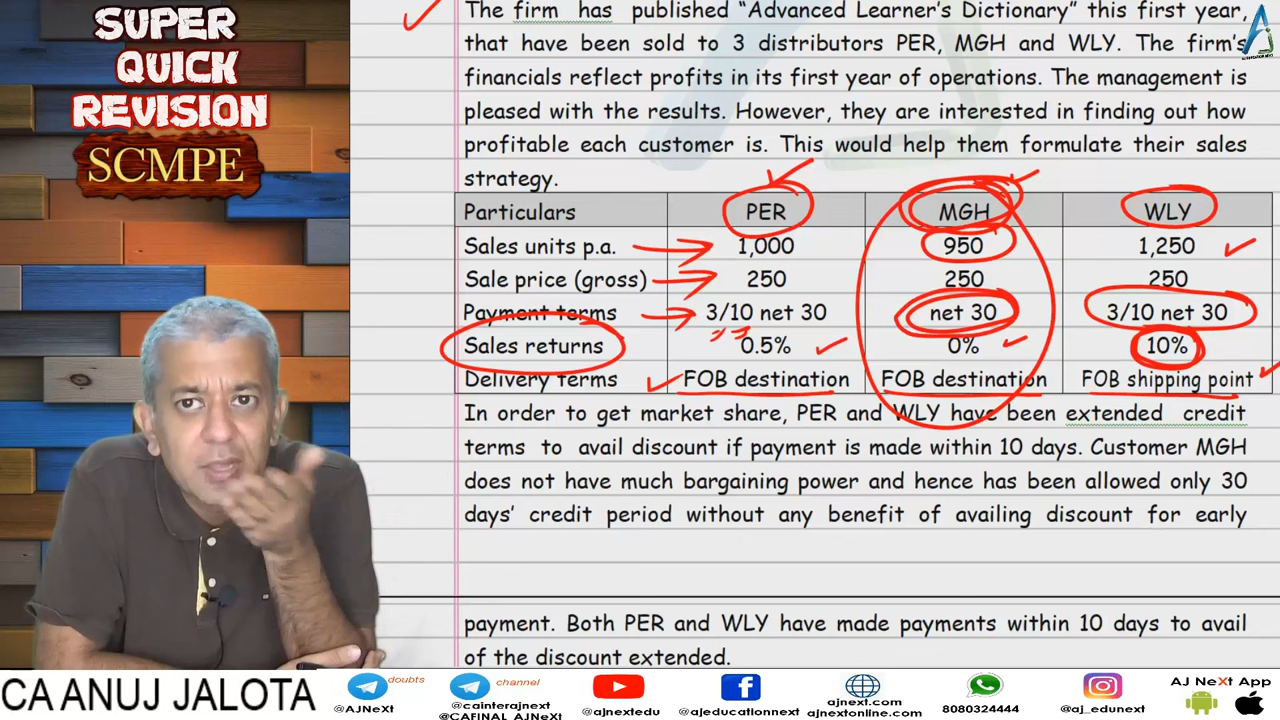 SUPER
QUICK
REVISION
SCMPE
The firm has published “Advanced Learner’s Dictionary” this first year,
that have been sold to 3 distributors PER, MGH and WLY. The firm’s
financials reflect profits in its first year of operations. The management is
pleased with the results. However, they are interested in finding out how
profitable each customer is. This would help them formulate their sales
strategy.
Particulars PER MGH WLY
Sales units p.a. 1,000 950 1,250
Sale price (gross) 250 250 250
Payment terms 3/10 net 30 net 30 3/10 net 30
Sales returns 0.5% 0% 10%
Delivery terms FOB destination FOB destination FOB shipping point
In order to get market share, PER and WLY have been extended credit
terms to avail discount if payment is made within 10 days. Customer MGH
does not have much bargaining power and hence has been allowed only 30
days’ credit period without any benefit of availing discount for early
payment. Both PER and WLY have made payments within 10 days to avail
of the discount extended.
CA ANUJ JALOTA
doubts
@AJNeXt
channel
@cainterajnext
@CAFINAL_AJNeXt
@ajnextedu
@ajeducationnext
ajnext.com
ajnextonline.com
8080324444
@aj_edunext
AJ NeXt App